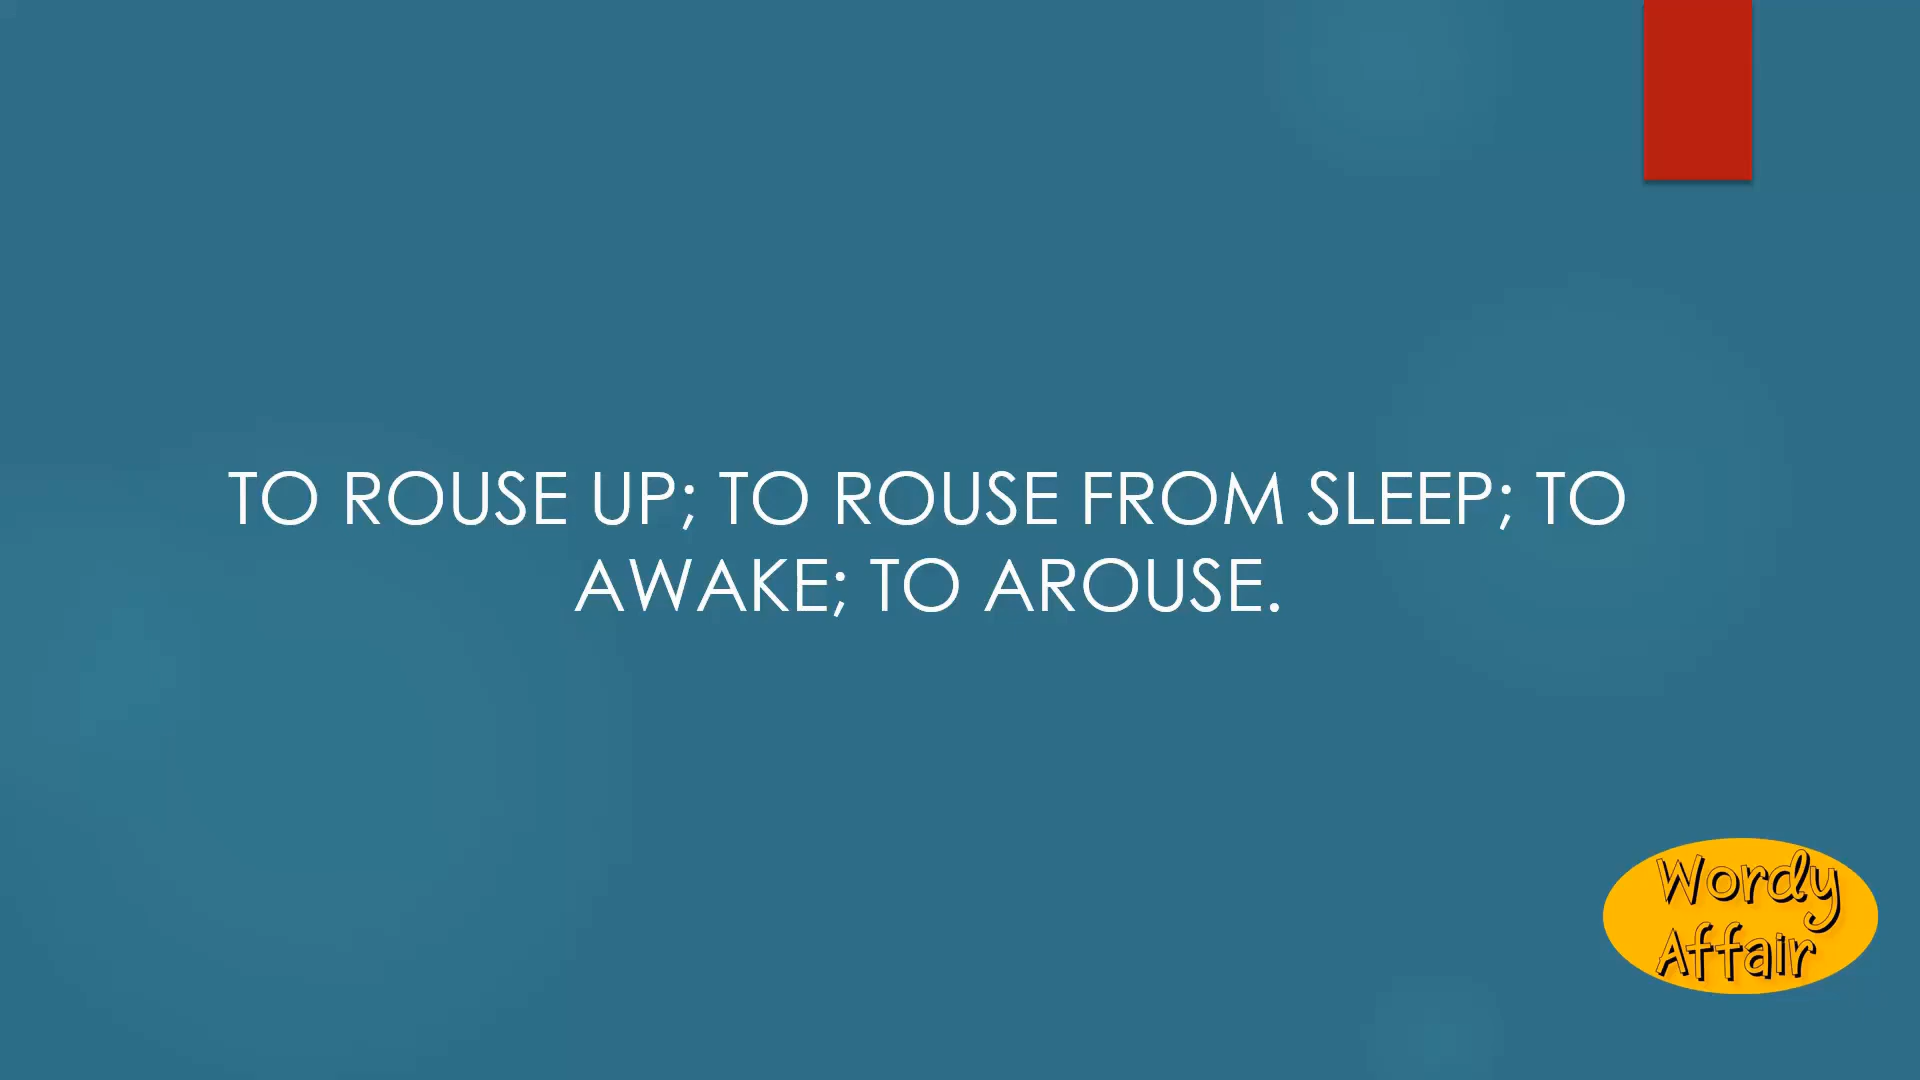 TO ROUSE UP; TO ROUSE FROM SLEEP; TO
AWAKE; TO AROUSE.
Wordy
Affair